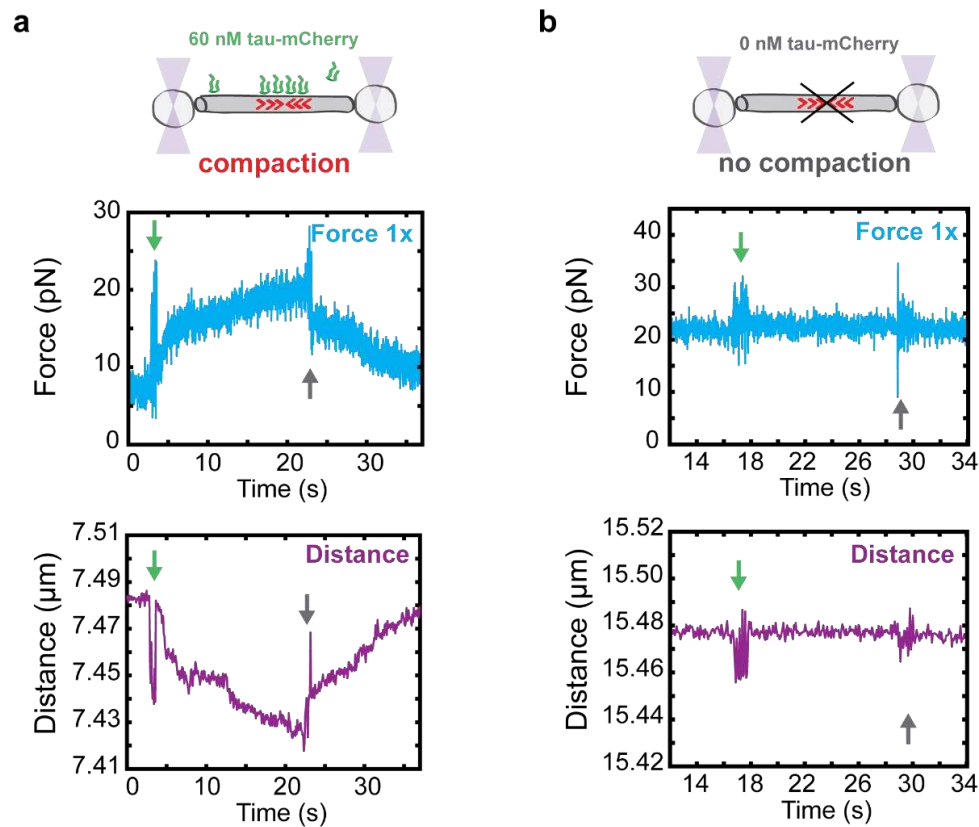 a
60 nM tau-mCherry
compaction
30
20
10
0
Force (pN)
Force 1x
0 10 20 30
Time (s)
7.51
7.49
7.47
7.45
7.43
7.41
Distance (µm)
Distance
0 10 20 30
Time (s)
b
0 nM tau-mCherry
no compaction
40
30
20
10
0
Force (pN)
Force 1x
14 18 22 26 30 34
Time (s)
15.52
15.50
15.48
15.46
15.44
15.42
Distance (µm)
Distance
14 18 22 26 30 34
Time (s)